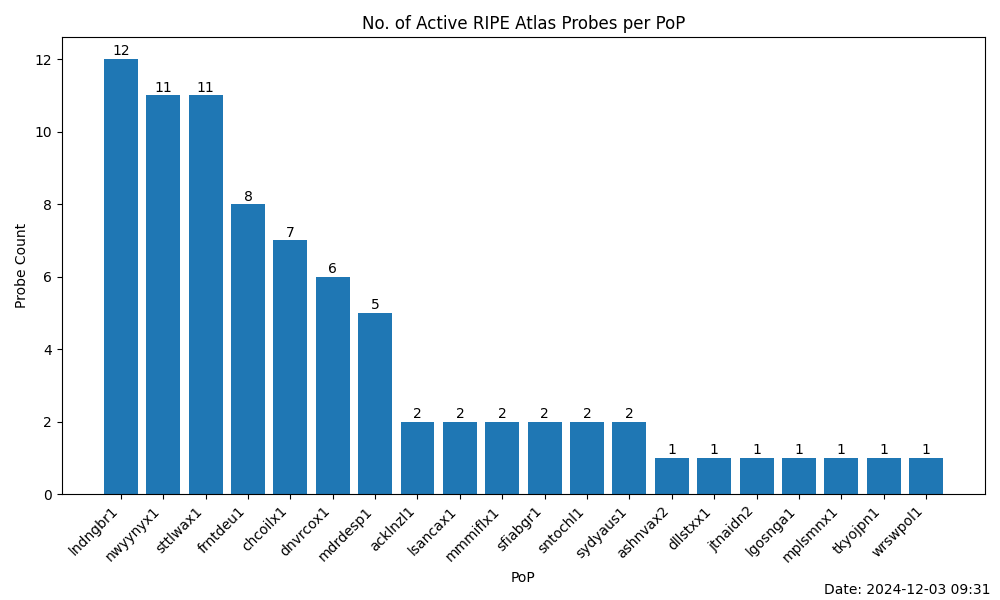 No. of Active RIPE Atlas Probes per PoP
Probe Count
12
10
8
6
4
2
0
12
11
11
8
7
6
5
2
2
2
2
2
2
1
1
1
1
1
1
1
lndngbr1
nwyynyx1
sttlwax1
frntdeu1
chcoilx1
dnvrcox1
mdrdesp1
acklnzl1
lsancax1
mmmiflx1
sfiabgr1
sntochl1
sydyaus1
ashnvax2
dllstxx1
jtnaidn2
lgosnga1
mplsmnx1
tkyojpn1
wrswpol1
PoP
Date: 2024-12-03 09:31